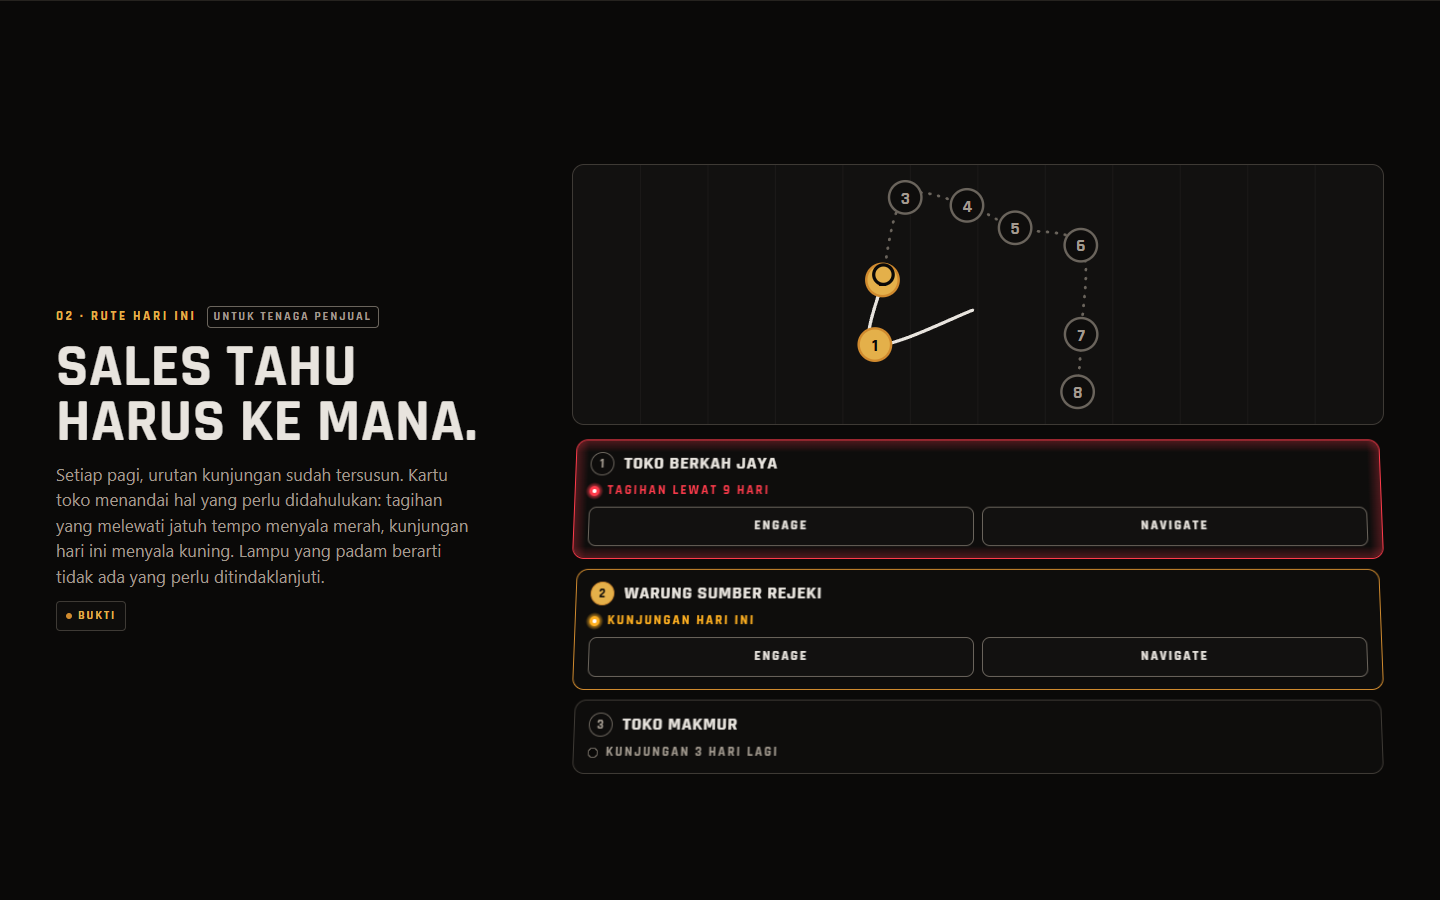 02 · RUTE HARI INI
UNTUK TENAGA PENJUAL
SALES TAHU
HARUS KE MANA.
Setiap pagi, urutan kunjungan sudah tersusun. Kartu
toko menandai hal yang perlu didahulukan: tagihan
yang melewati jatuh tempo menyala merah, kunjungan
hari ini menyala kuning. Lampu yang padam berarti
tidak ada yang perlu ditindaklanjuti.
BUKTI
3
4
5
6
1
7
8
1 TOKO BERKAH JAYA
TAGIHAN LEWAT 9 HARI
ENGAGE
NAVIGATE
2 WARUNG SUMBER REJEKI
KUNJUNGAN HARI INI
ENGAGE
NAVIGATE
3 TOKO MAKMUR
KUNJUNGAN 3 HARI LAGI